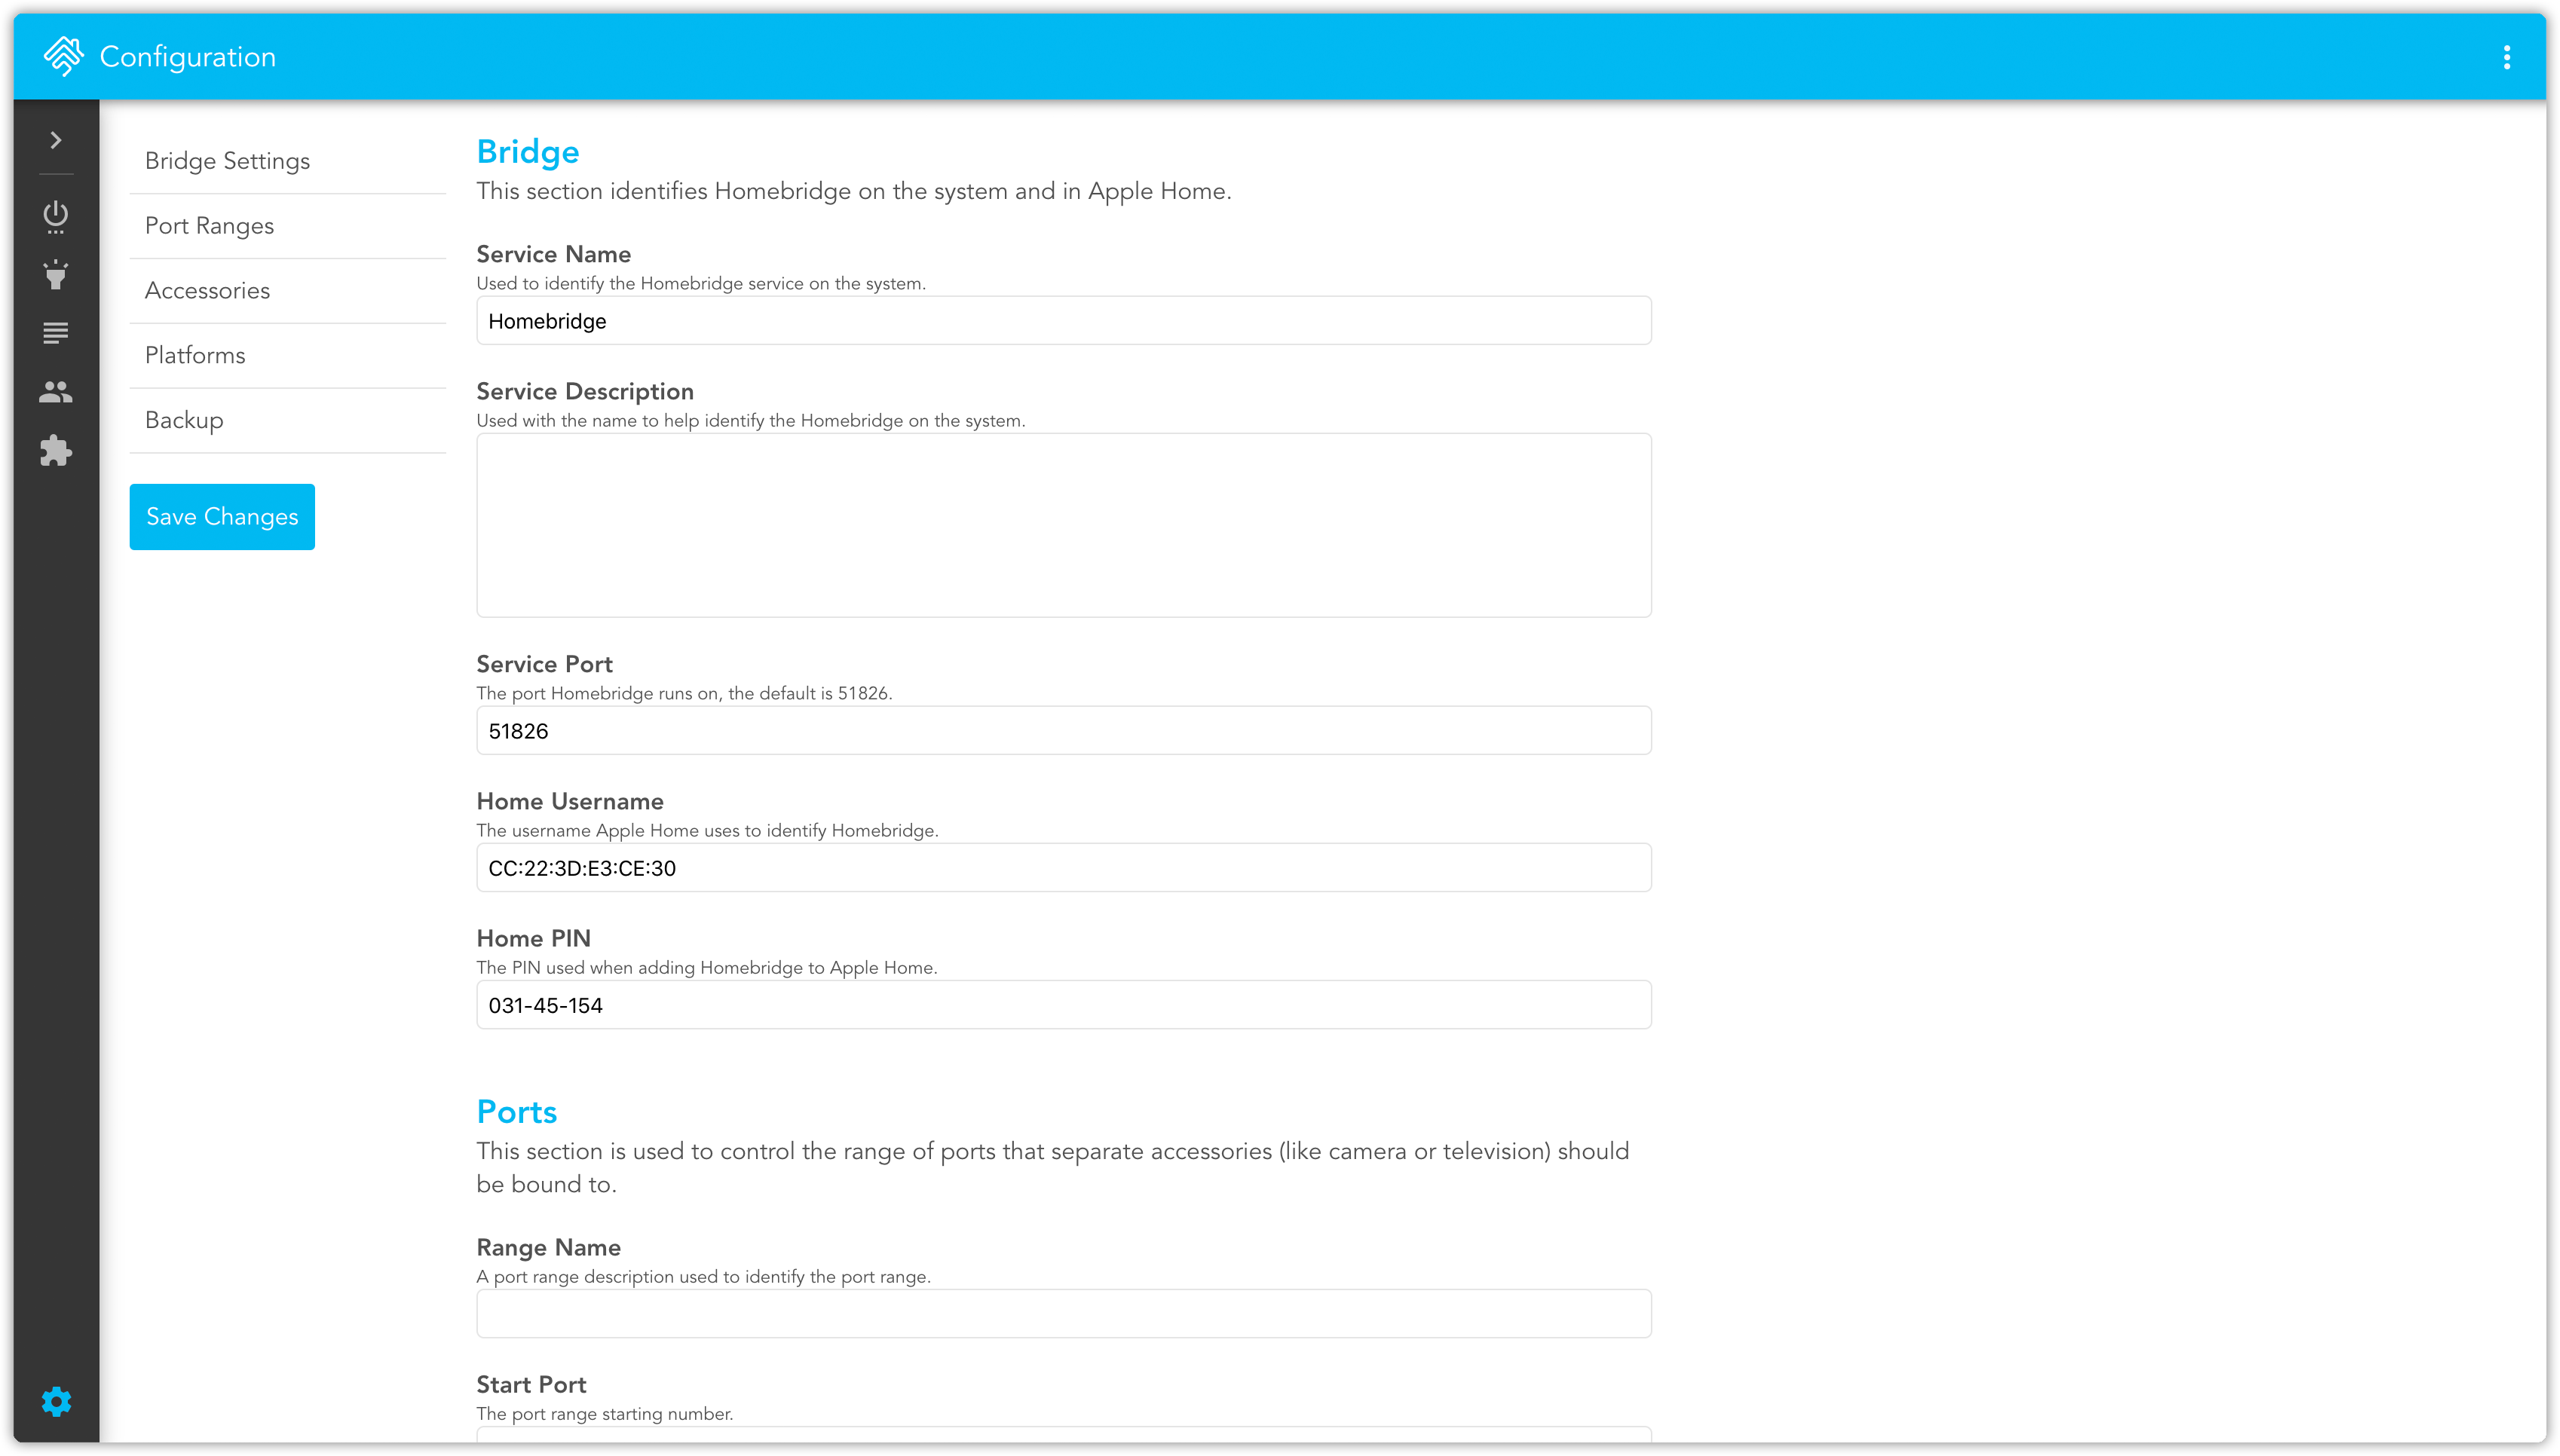 Configuration
Bridge Settings
Port Ranges
Accessories
Platforms
Backup
Save Changes
Bridge
This section identifies Homebridge on the system and in Apple Home.
Service Name
Used to identify the Homebridge service on the system.
Homebridge
Service Description
Used with the name to help identify the Homebridge on the system.
Service Port
The port Homebridge runs on, the default is 51826.
51826
Home Username
The username Apple Home uses to identify Homebridge.
CC:22:3D:E3:CE:30
Home PIN
The PIN used when adding Homebridge to Apple Home.
031-45-154
Ports
This section is used to control the range of ports that separate accessories (like camera or television) should
be bound to.
Range Name
A port range description used to identify the port range.
Start Port
The port range starting number.